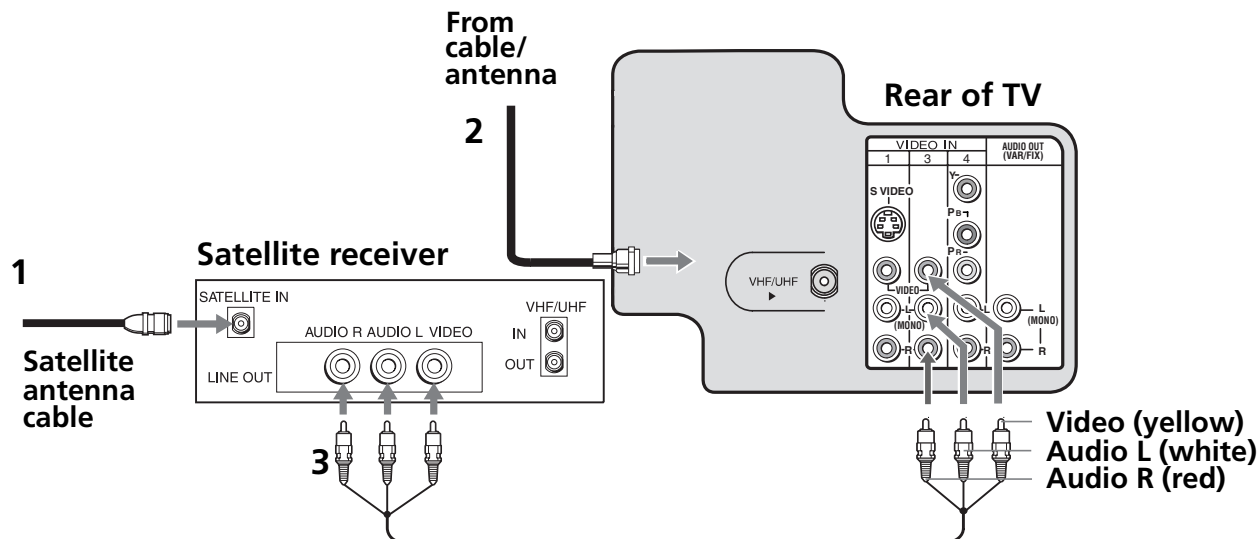 From
cable/
antenna
2
Rear of TV
VIDEO IN
1 3 4
AUDIO OUT
(VAR/FIX)
S VIDEO
Y
PB
PR
VIDEO
L
(MONO)
R
L
R
L
(MONO)
R
VHF/UHF
Satellite receiver
1
SATELLITE IN
AUDIO R AUDIO L VIDEO
LINE OUT
VHF/UHF
IN
OUT
Satellite
antenna
cable
3
Video (yellow)
Audio L (white)
Audio R (red)